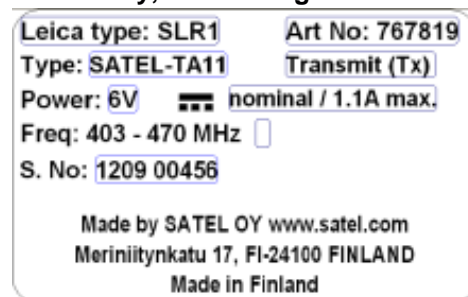 Leica type: SLR1 Art No: 767819
Type: SATEL-TA11 Transmit (Tx)
Power: 6V nominal / 1.1A max.
Freq: 403 - 470 MHz
S. No: 1209 00456
Made by SATEL OY www.satel.com
Meriniitynkatu 17, FI-24100 FINLAND
Made in Finland